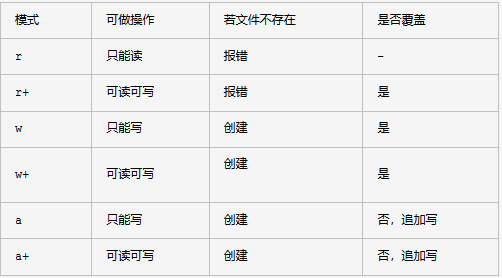 模式 可做操作 若文件不存在 是否覆盖
r 只能读 报错 -
r+ 可读可写 报错 是
w 只能写 创建 是
w+ 可读可写 创建 是
a 只能写 创建 否，追加写
a+ 可读可写 创建 否，追加写